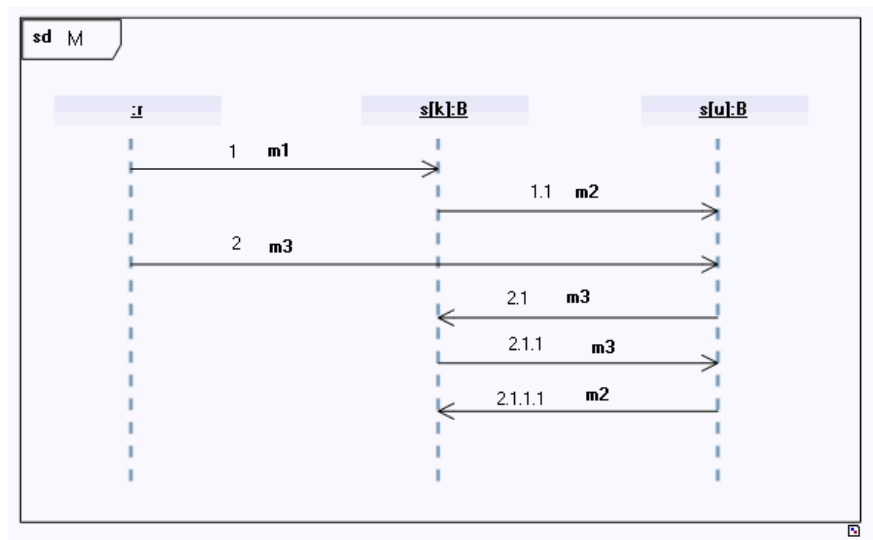 sd M
:r s[k]:B s[u]:B
1 m1
1.1 m2
2 m3
2.1 m3
2.1.1 m3
2.1.1.1 m2